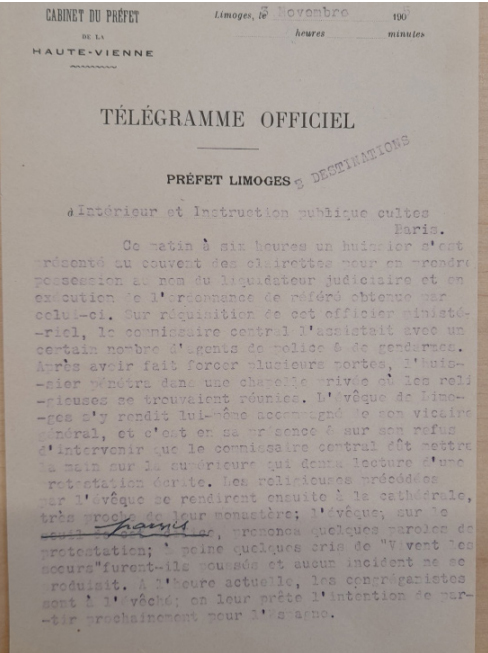 CABINET DU PRÉFET
DE LA
HAUTE-VIENNE
Limoges, le 3 Novembre 190
heures minutes
TÉLÉGRAMME OFFICIEL
PRÉFET LIMOGES
DESTINATIONS
à Intérieur et Instruction publique cultes
Paris.
Ce matin à six heures un huissier s'est
présenté au couvent des clairettes pour en prendre
possession au nom du liquidateur judiciaire et en
exécution de l'ordonnance de référé obtenue par
celui-ci. Sur réquisition de cet officier ministé-
-riel, le commissaire central l'assistait avec un
certain nombre d'agents de police & de gendarmes.
Après avoir fait forcer plusieurs portes, l'huis-
-sier pénétra dans une chapelle privée où les reli
-gieuses se trouvaient réunies. L'évêque de Limo-
-ges s'y rendit lui-même accompagné de son vicaire
général, et c'est en sa présence & sur son refus
d'intervenir que le commissaire central dût mettre
la main sur la supérieure qui donna lecture d'une
protestation écrite. Les religieuses précédées
par l'évêque se rendirent ensuite à la cathédrale,
très proche de leur monastère; l'évêque, sur le
parvis, prononça quelques paroles de
protestation; à peine quelques cris de "Vivent les
soeurs" furent-ils poussés et aucun incident ne se
produisit. A l'heure actuelle, les congréganistes
sont à l'évêché; on leur prête l'intention de par-
-tir prochainement pour l'Espagne.